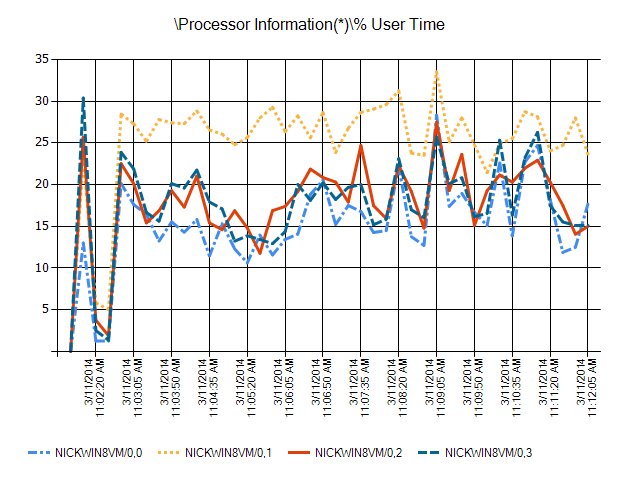 \Processor Information(*)\% User Time
35
30
25
20
15
10
5
3/11/2014
11:02:20 AM
3/11/2014
11:03:05 AM
3/11/2014
11:03:50 AM
3/11/2014
11:04:35 AM
3/11/2014
11:05:20 AM
3/11/2014
11:06:05 AM
3/11/2014
11:06:50 AM
3/11/2014
11:07:35 AM
3/11/2014
11:08:20 AM
3/11/2014
11:09:05 AM
3/11/2014
11:09:50 AM
3/11/2014
11:10:35 AM
3/11/2014
11:11:20 AM
3/11/2014
11:12:05 AM
NICKWIN8VM/0,0 NICKWIN8VM/0,1 NICKWIN8VM/0,2 NICKWIN8VM/0,3